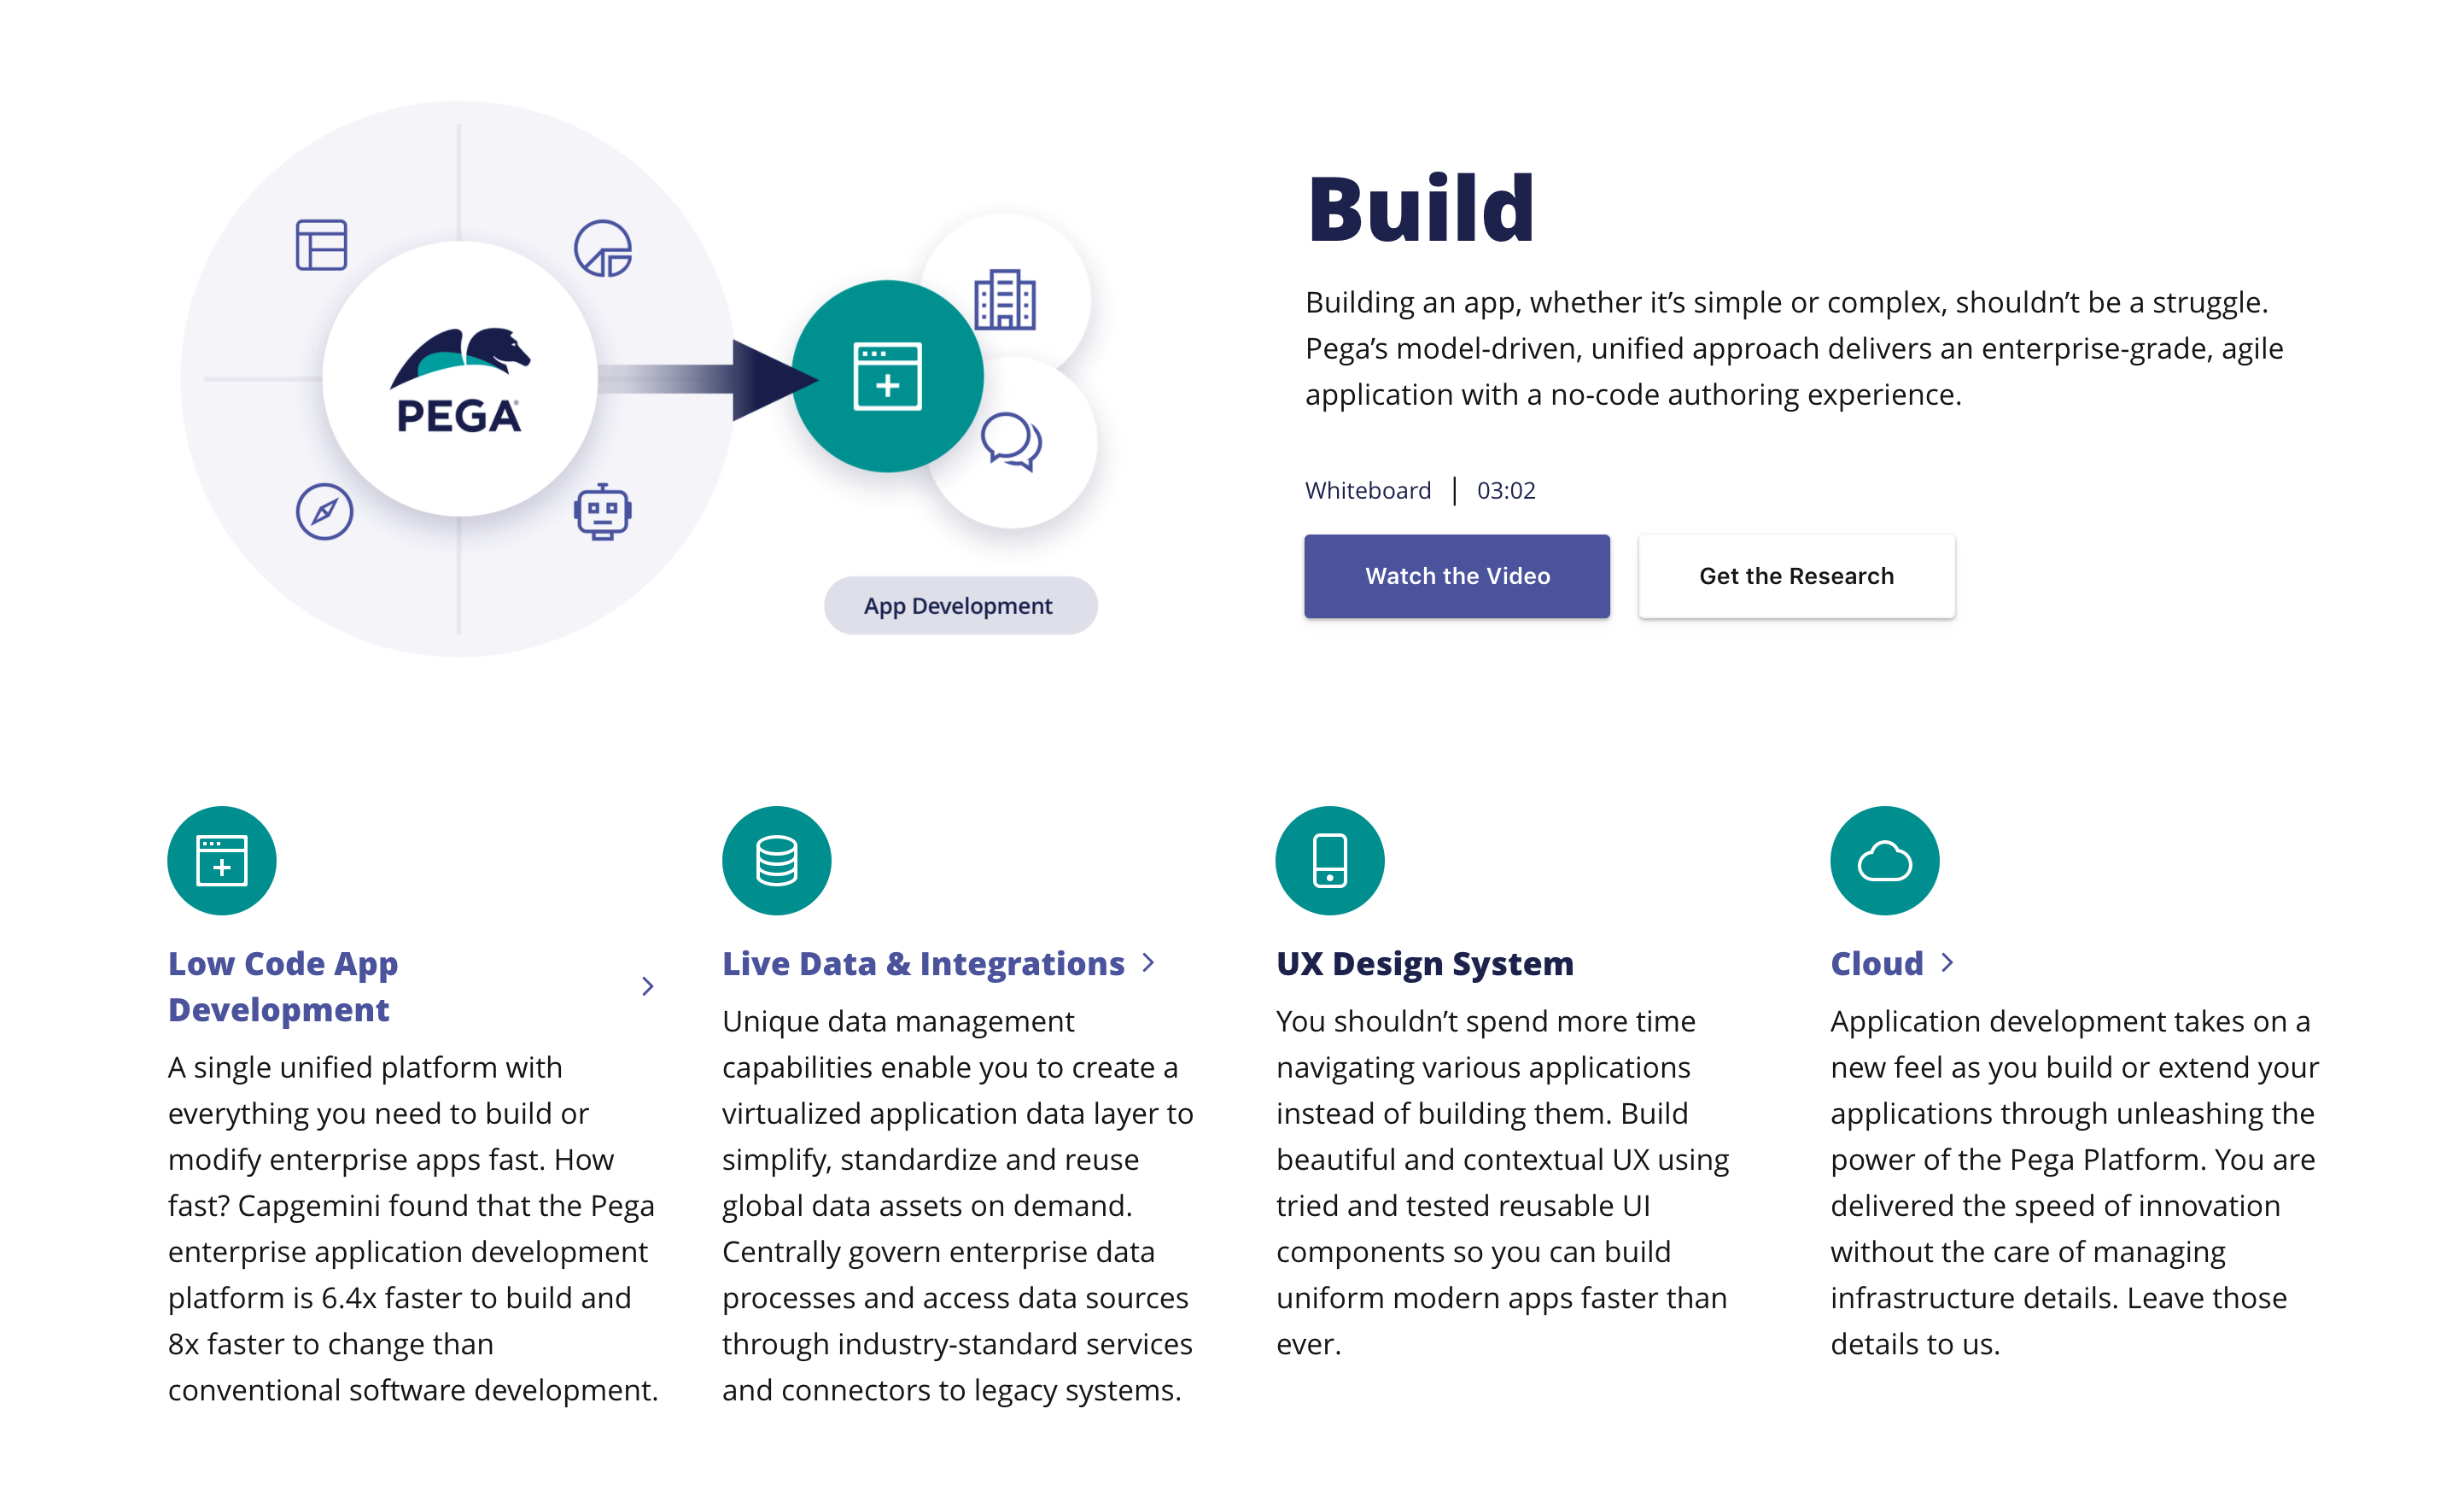 PEGA
App Development
Build
Building an app, whether it’s simple or complex, shouldn’t be a struggle.
Pega’s model-driven, unified approach delivers an enterprise-grade, agile
application with a no-code authoring experience.
Whiteboard | 03:02
Watch the Video
Get the Research
Low Code App
Development
A single unified platform with
everything you need to build or
modify enterprise apps fast. How
fast? Capgemini found that the Pega
enterprise application development
platform is 6.4x faster to build and
8x faster to change than
conventional software development.
Live Data & Integrations
Unique data management
capabilities enable you to create a
virtualized application data layer to
simplify, standardize and reuse
global data assets on demand.
Centrally govern enterprise data
processes and access data sources
through industry-standard services
and connectors to legacy systems.
UX Design System
You shouldn’t spend more time
navigating various applications
instead of building them. Build
beautiful and contextual UX using
tried and tested reusable UI
components so you can build
uniform modern apps faster than
ever.
Cloud
Application development takes on a
new feel as you build or extend your
applications through unleashing the
power of the Pega Platform. You are
delivered the speed of innovation
without the care of managing
infrastructure details. Leave those
details to us.